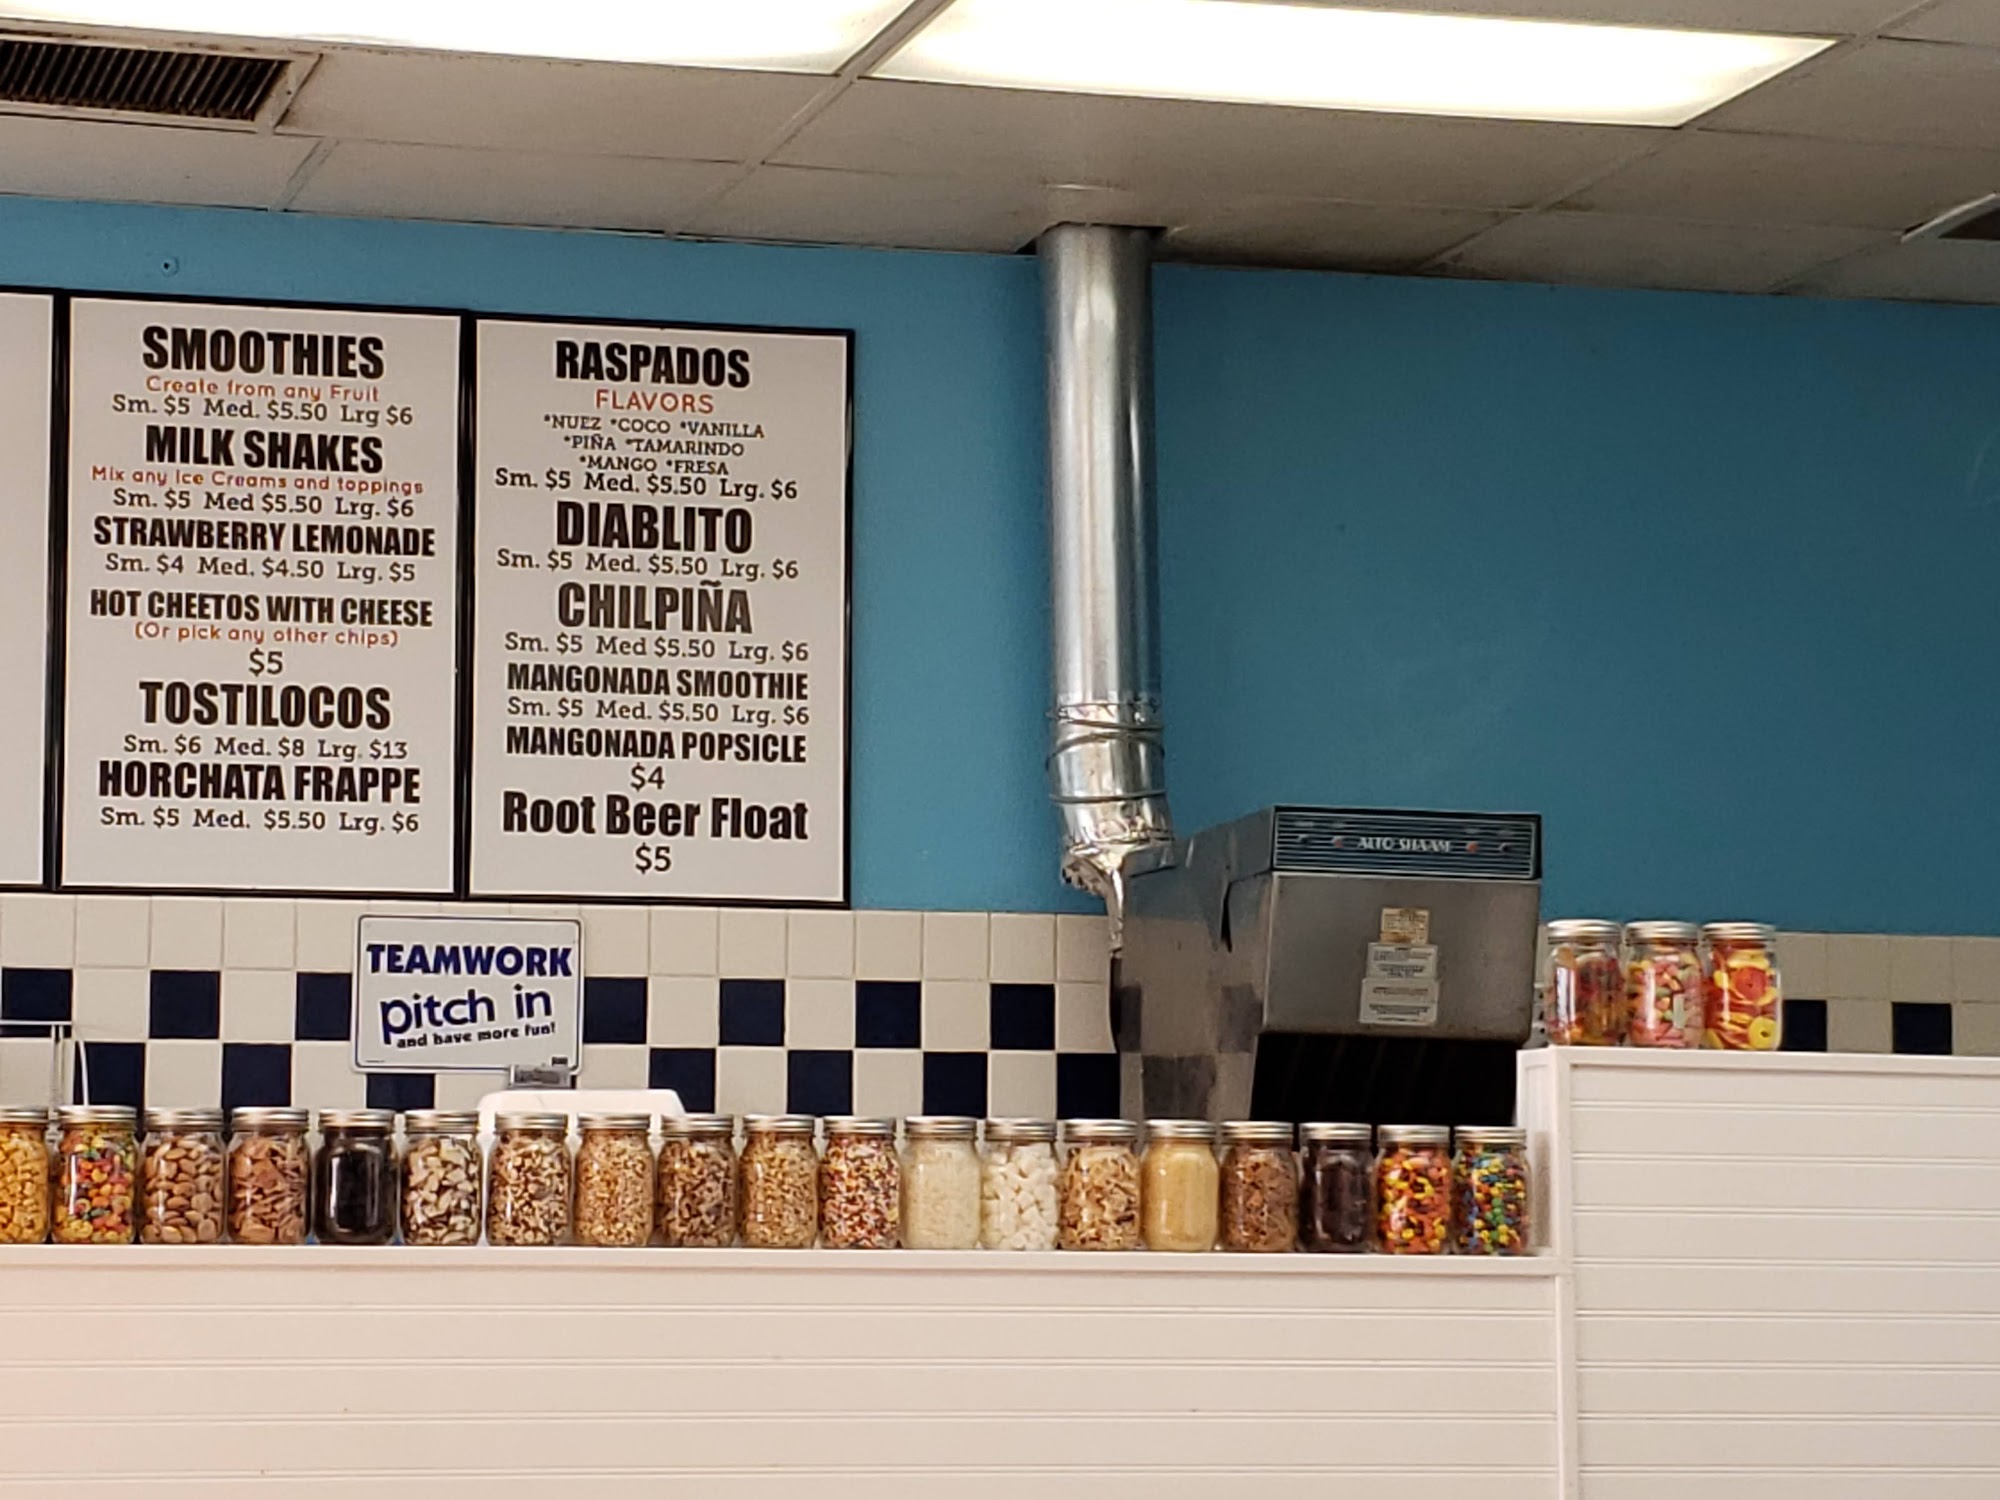 SMOOTHIES
Create from any Fruit
Sm. $5 Med. $5.50 Lrg $6
MILK SHAKES
Mix any Ice Creams and toppings
Sm. $5 Med $5.50 Lrg. $6
STRAWBERRY LEMONADE
Sm. $4 Med. $4.50 Lrg. $5
HOT CHEETOS WITH CHEESE
(Or pick any other chips)
$5
TOSTILOCOS
Sm. $6 Med. $8 Lrg. $13
HORCHATA FRAPPE
Sm. $5 Med. $5.50 Lrg. $6
RASPADOS
FLAVORS
*NUEZ *COCO *VANILLA
*PIÑA *TAMARINDO
*MANGO *FRESA
Sm. $5 Med. $5.50 Lrg. $6
DIABLITO
Sm. $5 Med. $5.50 Lrg. $6
CHILPIÑA
Sm. $5 Med $5.50 Lrg. $6
MANGONADA SMOOTHIE
Sm. $5 Med. $5.50 Lrg. $6
MANGONADA POPSICLE
$4
Root Beer Float
$5
TEAMWORK
pitch in
and have more fun!
ALTO-SHAAM